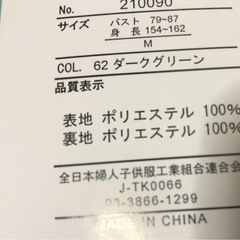 No. 210090
サイズ バスト 79~87
身長 154~162
M
COL. 62 ダークグリーン
品質表示
表地 ポリエステル 100%
裏地 ポリエステル 100%
全日本婦人子供服工業組合連合会
J-TK0066
03-3866-1299
MADE IN CHINA